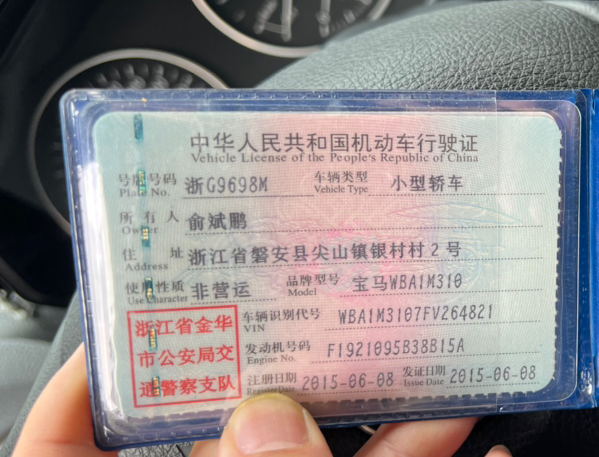 中华人民共和国机动车行驶证
Vehicle License of the People's Republic of China
号牌号码 浙G9698M 车辆类型 小型轿车
Plate No. Vehicle Type
所有人 俞斌鹏
Owner
住址 浙江省磐安县尖山镇银村村2号
Address
使用性质 非营运 品牌型号 宝马WBA1M310
Use Character Model
浙江省金华
市公安局交
通警察支队
车辆识别代号 WBA1M3107FV264821
VIN
发动机号码 F1921095B38B15A
Engine No.
注册日期 2015-06-08 发证日期 2015-06-08
Register Date Issue Date